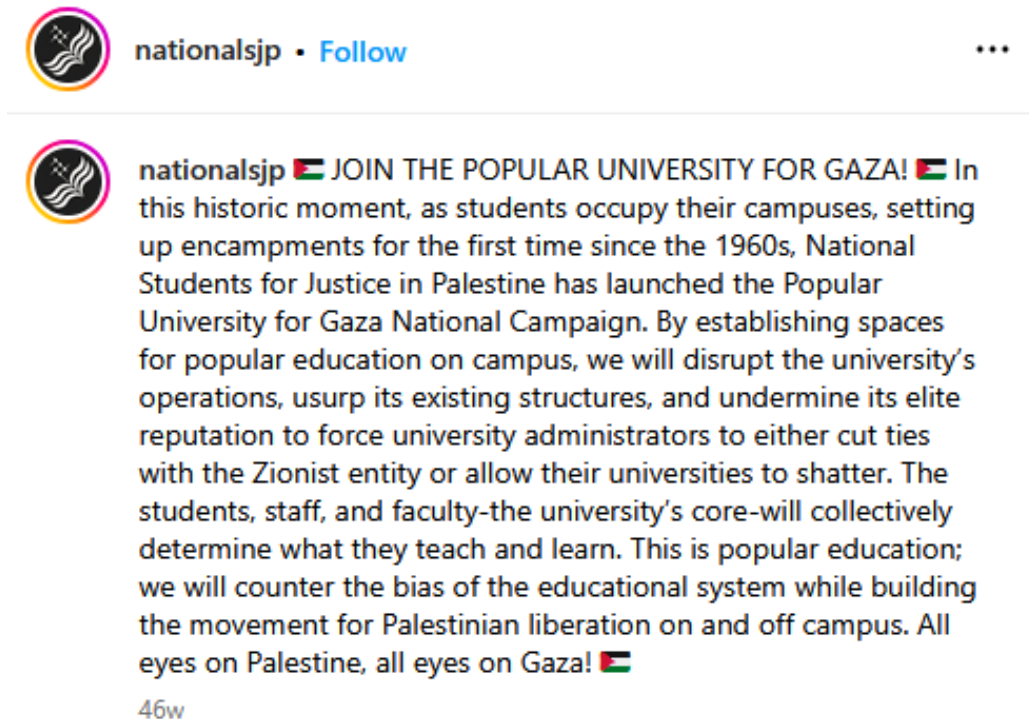 nationalsjp • Follow
nationalsjp 🇵🇸 JOIN THE POPULAR UNIVERSITY FOR GAZA! 🇵🇸 In
this historic moment, as students occupy their campuses, setting
up encampments for the first time since the 1960s, National
Students for Justice in Palestine has launched the Popular
University for Gaza National Campaign. By establishing spaces
for popular education on campus, we will disrupt the university’s
operations, usurp its existing structures, and undermine its elite
reputation to force university administrators to either cut ties
with the Zionist entity or allow their universities to shatter. The
students, staff, and faculty-the university’s core-will collectively
determine what they teach and learn. This is popular education;
we will counter the bias of the educational system while building
the movement for Palestinian liberation on and off campus. All
eyes on Palestine, all eyes on Gaza! 🇵🇸
46w